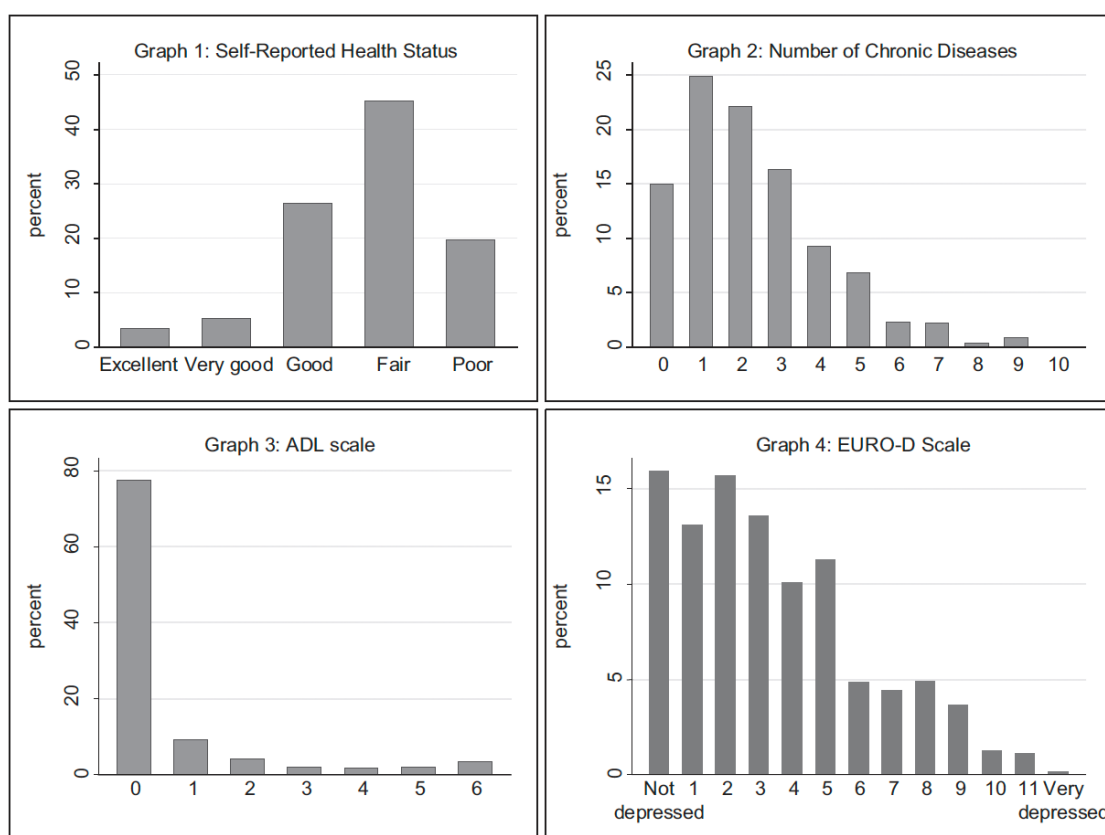 Graph 1: Self-Reported Health Status
percent
50
40
30
20
10
0
Excellent Very good Good Fair Poor
Graph 2: Number of Chronic Diseases
percent
25
20
15
10
5
0
0 1 2 3 4 5 6 7 8 9 10
Graph 3: ADL scale
percent
80
60
40
20
0
0 1 2 3 4 5 6
Graph 4: EURO-D Scale
percent
15
10
5
0
Not 1 2 3 4 5 6 7 8 9 10 11 Very
depressed depressed